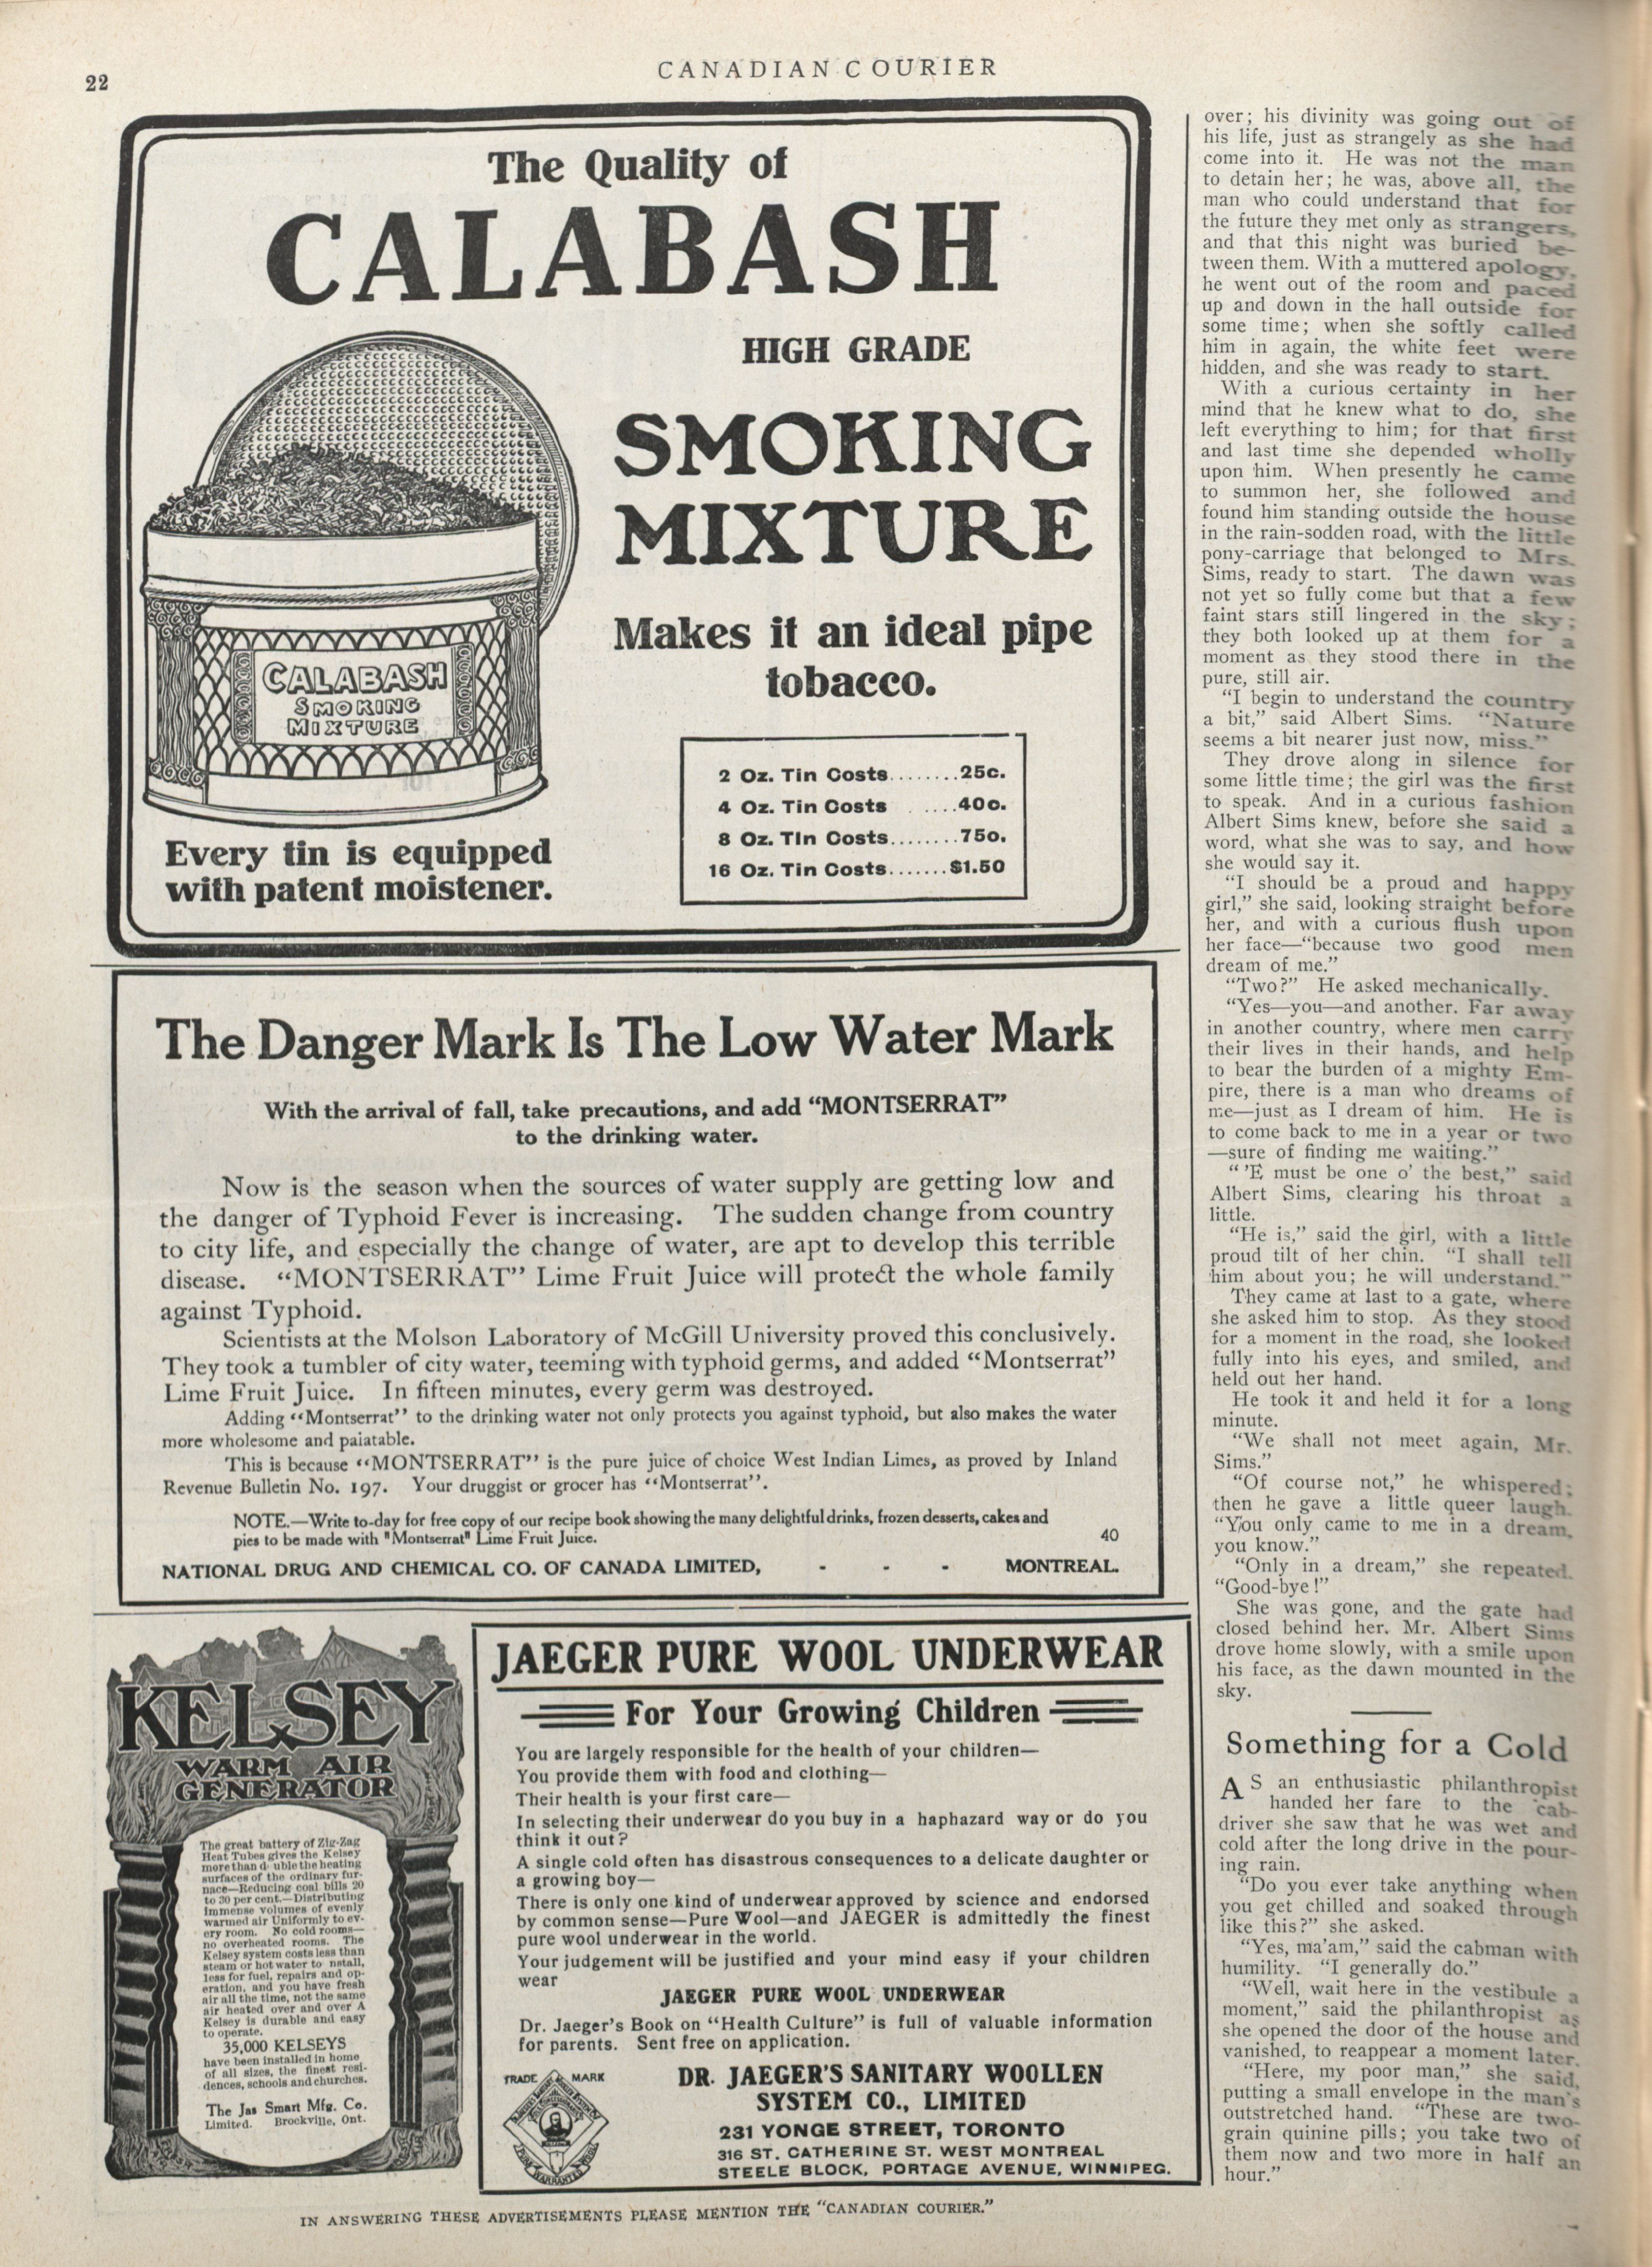 22
CANADIAN COURIER
The Quality of
CALABASH
HIGH GRADE
SMOKING
MIXTURE
Makes it an ideal pipe
tobacco.
CALABASH
SMOKING
MIXTURE
Every tin is equipped
with patent moistener.
2 Oz. Tin Costs........25c.
4 Oz. Tin Costs ....40c.
8 Oz. Tin Costs........75c.
16 Oz. Tin Costs.......$1.50
The Danger Mark Is The Low Water Mark
With the arrival of fall, take precautions, and add “MONTSERRAT”
to the drinking water.
Now is the season when the sources of water supply are getting low and
the danger of Typhoid Fever is increasing. The sudden change from country
to city life, and especially the change of water, are apt to develop this terrible
disease. “MONTSERRAT” Lime Fruit Juice will protect the whole family
against Typhoid.
Scientists at the Molson Laboratory of McGill University proved this conclusively.
They took a tumbler of city water, teeming with typhoid germs, and added “Montserrat”
Lime Fruit Juice. In fifteen minutes, every germ was destroyed.
Adding “Montserrat” to the drinking water not only protects you against typhoid, but also makes the water
more wholesome and paiatable.
This is because “MONTSERRAT” is the pure juice of choice West Indian Limes, as proved by Inland
Revenue Bulletin No. 197. Your druggist or grocer has “Montserrat”.
NOTE.—Write to-day for free copy of our recipe book showing the many delightful drinks, frozen desserts, cakes and
pies to be made with "Montserrat" Lime Fruit Juice. 40
NATIONAL DRUG AND CHEMICAL CO. OF CANADA LIMITED, - - - MONTREAL.
KELSEY
WARM AIR
GENERATOR
The great battery of Zig-Zag
Heat Tubes gives the Kelsey
more than d uble the heating
surfaces of the ordinary fur-
nace—Reducing coal bills 20
to 30 per cent.—Distributing
immense volumes of evenly
warmed air Uniformly to ev-
ery room. No cold rooms—
no overheated rooms. The
Kelsey system costs less than
steam or hot water to nstall,
less for fuel, repairs and op-
eration, and you have fresh
air all the time, not the same
air heated over and over A
Kelsey is durable and easy
to operate.
35,000 KELSEYS
have been installed in home
of all sizes, the finest resi-
dences, schools and churches.
The Jas Smart Mfg. Co.
Limited. Brockville, Ont.
JAEGER PURE WOOL UNDERWEAR
For Your Growing Children
You are largely responsible for the health of your children—
You provide them with food and clothing—
Their health is your first care—
In selecting their underwear do you buy in a haphazard way or do you
think it out?
A single cold often has disastrous consequences to a delicate daughter or
a growing boy—
There is only one kind of underwear approved by science and endorsed
by common sense—Pure Wool—and JAEGER is admittedly the finest
pure wool underwear in the world.
Your judgement will be justified and your mind easy if your children
wear
JAEGER PURE WOOL UNDERWEAR
Dr. Jaeger's Book on “Health Culture” is full of valuable information
for parents. Sent free on application.
TRADE MARK
DR. JAEGER'S SANITARY WOOLLEN
SYSTEM CO., LIMITED
231 YONGE STREET, TORONTO
316 ST. CATHERINE ST. WEST MONTREAL
STEELE BLOCK, PORTAGE AVENUE, WINNIPEG.
over; his divinity was going out of
his life, just as strangely as she had
come into it. He was not the man
to detain her; he was, above all, the
man who could understand that for
the future they met only as strangers,
and that this night was buried be-
tween them. With a muttered apology,
he went out of the room and paced
up and down in the hall outside for
some time; when she softly called
him in again, the white feet were
hidden, and she was ready to start.
With a curious certainty in her
mind that he knew what to do, she
left everything to him; for that first
and last time she depended wholly
upon him. When presently he came
to summon her, she followed and
found him standing outside the house
in the rain-sodden road, with the little
pony-carriage that belonged to Mrs.
Sims, ready to start. The dawn was
not yet so fully come but that a few
faint stars still lingered in the sky;
they both looked up at them for a
moment as they stood there in the
pure, still air.
“I begin to understand the country
a bit,” said Albert Sims. “Nature
seems a bit nearer just now, miss.”
They drove along in silence for
some little time; the girl was the first
to speak. And in a curious fashion
Albert Sims knew, before she said a
word, what she was to say, and how
she would say it.
“I should be a proud and happy
girl,” she said, looking straight before
her, and with a curious flush upon
her face—“because two good men
dream of me.”
“Two?” He asked mechanically.
“Yes—you—and another. Far away
in another country, where men carry
their lives in their hands, and help
to bear the burden of a mighty Em-
pire, there is a man who dreams of
me—just as I dream of him. He is
to come back to me in a year or two
—sure of finding me waiting.”
“ 'E must be one o' the best,” said
Albert Sims, clearing his throat a
little.
“He is,” said the girl, with a little
proud tilt of her chin. “I shall tell
him about you; he will understand.”
They came at last to a gate, where
she asked him to stop. As they stood
for a moment in the road, she looked
fully into his eyes, and smiled, and
held out her hand.
He took it and held it for a long
minute.
“We shall not meet again, Mr.
Sims.”
“Of course not,” he whispered;
then he gave a little queer laugh.
“You only came to me in a dream,
you know.”
“Only in a dream,” she repeated.
“Good-bye!”
She was gone, and the gate had
closed behind her. Mr. Albert Sims
drove home slowly, with a smile upon
his face, as the dawn mounted in the
sky.
Something for a Cold
AS an enthusiastic philanthropist
handed her fare to the cab-
driver she saw that he was wet and
cold after the long drive in the pour-
ing rain.
“Do you ever take anything when
you get chilled and soaked through
like this?” she asked.
“Yes, ma'am,” said the cabman with
humility. “I generally do.”
“Well, wait here in the vestibule a
moment,” said the philanthropist as
she opened the door of the house and
vanished, to reappear a moment later.
“Here, my poor man,” she said,
putting a small envelope in the man's
outstretched hand. “These are two-
grain quinine pills; you take two of
them now and two more in half an
hour.”
IN ANSWERING THESE ADVERTISEMENTS PLEASE MENTION THE “CANADIAN COURIER.”